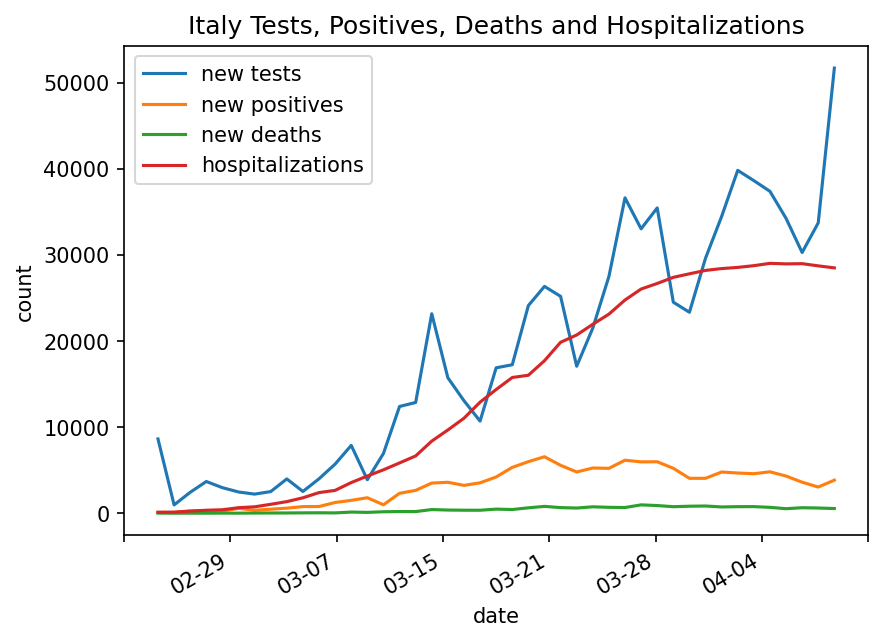 Italy Tests, Positives, Deaths and Hospitalizations
new tests
new positives
new deaths
hospitalizations
50000
40000
30000
20000
10000
0
count
02-29
03-07
03-15
03-21
03-28
04-04
date